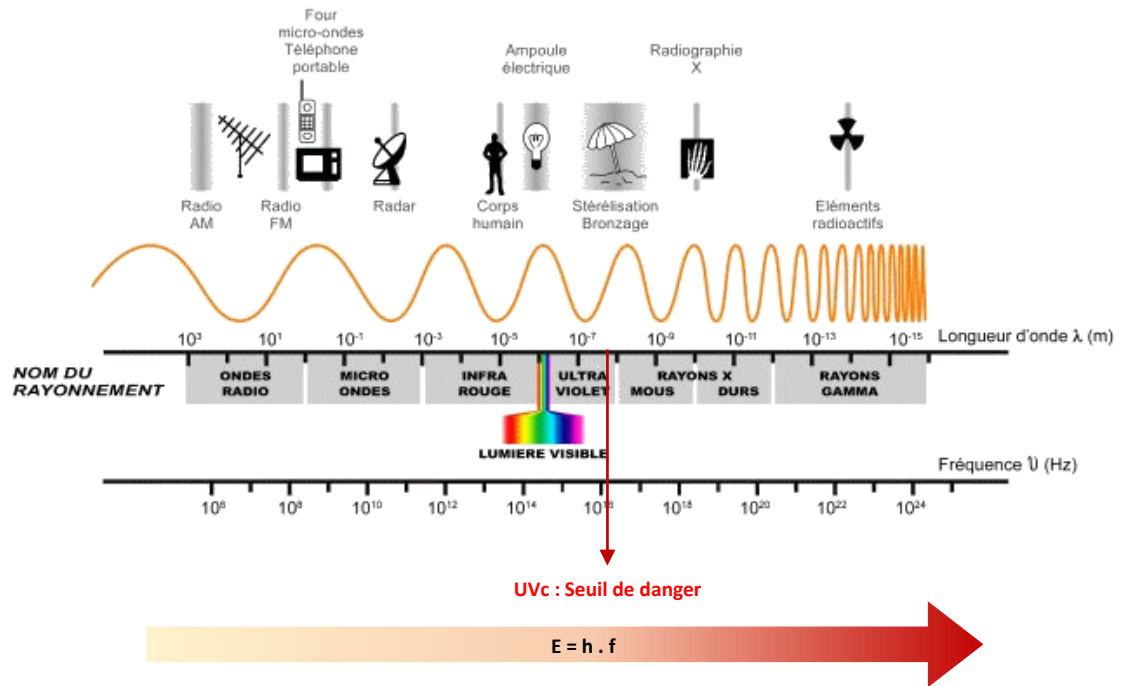 Four
micro-ondes
Tèléphone
portable
Ampoule
électrique
Radiographie
X
Radio
AM
Radio
FM
Radar
Corps
humain
Stérélisation
Bronzage
Eléments
radioactifs
10³ 10¹ 10⁻¹ 10⁻³ 10⁻⁵ 10⁻⁷ 10⁻⁹ 10⁻¹¹ 10⁻¹³ 10⁻¹⁵ Longueur d'onde λ (m)
NOM DU
RAYONNEMENT
ONDES
RADIO
MICRO
ONDES
INFRA
ROUGE
ULTRA
VIOLET
RAYONS X
MOUS DURS
RAYONS
GAMMA
LUMIERE VISIBLE
Fréquence υ (Hz)
10⁶ 10⁸ 10¹⁰ 10¹² 10¹⁴ 10¹⁶ 10¹⁸ 10²⁰ 10²² 10²⁴
UVc : Seuil de danger
E = h . f